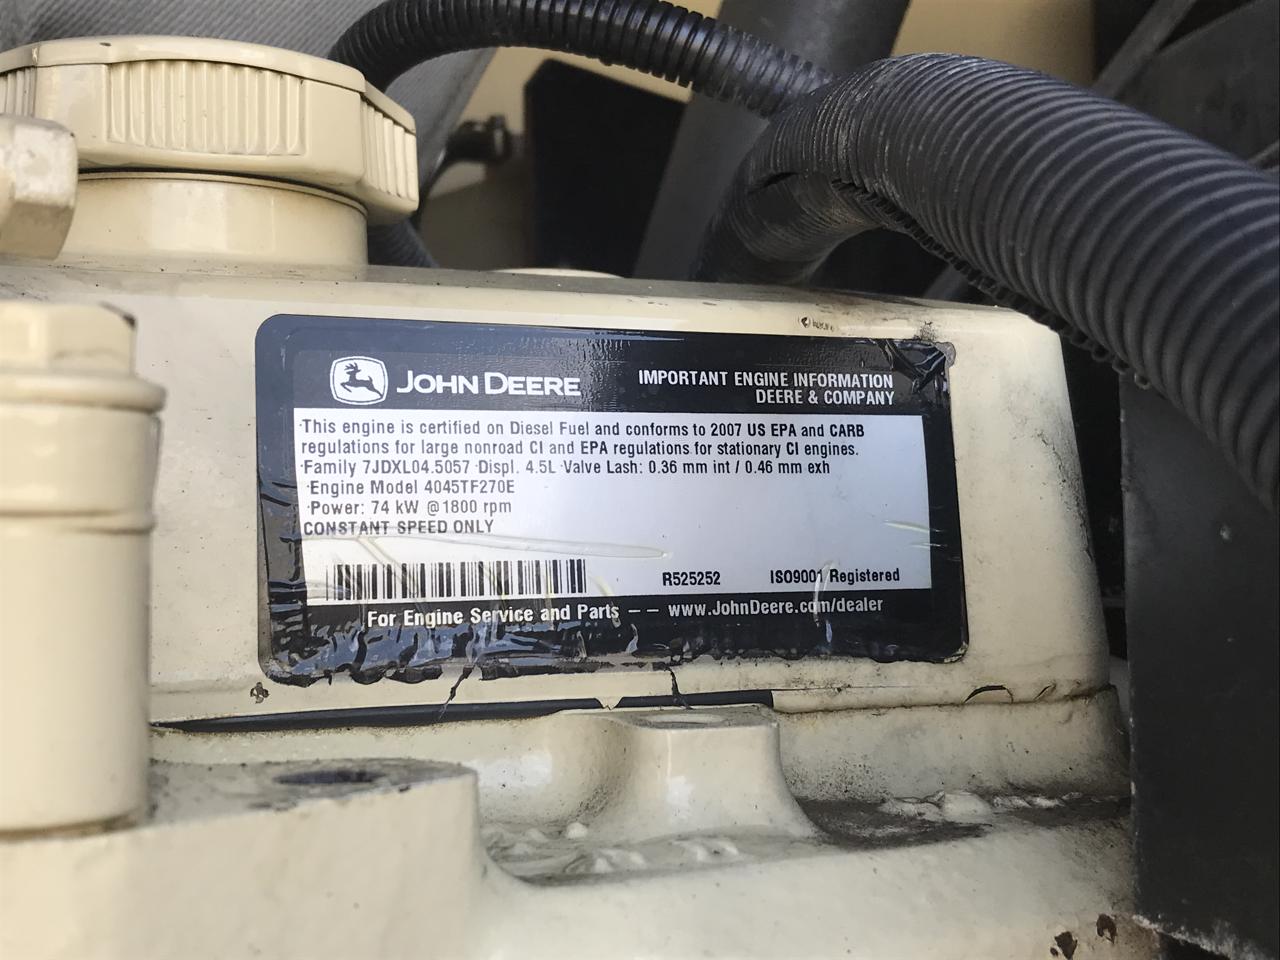 JOHN DEERE
IMPORTANT ENGINE INFORMATION
DEERE & COMPANY
·This engine is certified on Diesel Fuel and conforms to 2007 US EPA and CARB
regulations for large nonroad CI and EPA regulations for stationary CI engines.
·Family 7JDXL04.5057 ·Displ. 4.5L ·Valve Lash: 0.36 mm int / 0.46 mm exh
·Engine Model 4045TF270E
·Power: 74 kW @1800 rpm
CONSTANT SPEED ONLY
R525252 ISO9001 Registered
For Engine Service and Parts – – www.JohnDeere.com/dealer